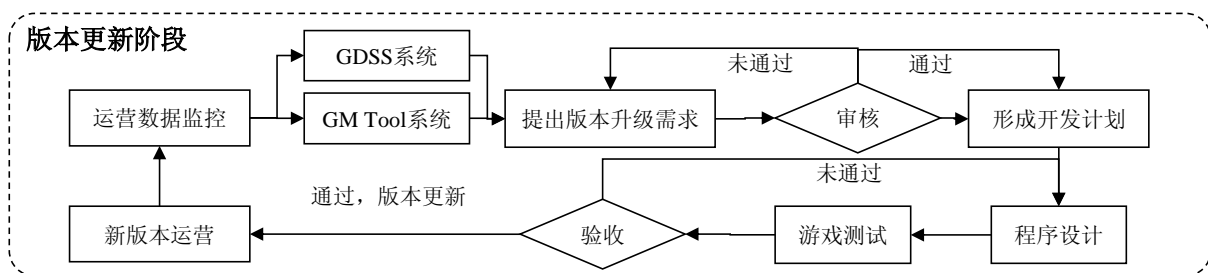 版本更新阶段
GDSS系统
未通过
通过
运营数据监控
GM Tool系统
提出版本升级需求
审核
形成开发计划
未通过
通过，版本更新
新版本运营
验收
游戏测试
程序设计